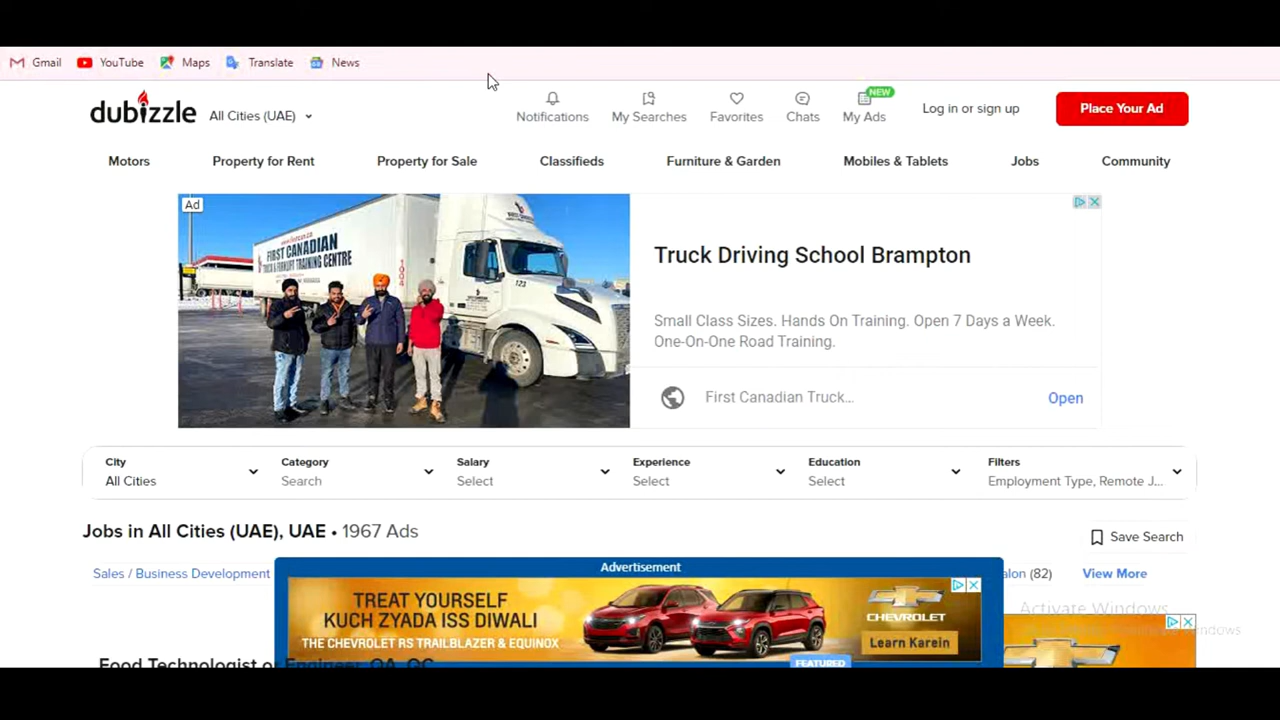 Gmail YouTube Maps Translate News
dubizzle All Cities (UAE)
NEW
Notifications My Searches Favorites Chats My Ads Log in or sign up Place Your Ad
Motors Property for Rent Property for Sale Classifieds Furniture & Garden Mobiles & Tablets Jobs Community
Ad
FIRST CANADIAN
TRUCK & FORKLIFT TRAINING CENTRE
123
Truck Driving School Brampton
Small Class Sizes. Hands On Training. Open 7 Days a Week.
One-On-One Road Training.
First Canadian Truck... Open
City Category Salary Experience Education Filters
All Cities Search Select Select Select Employment Type, Remote J...
Jobs in All Cities (UAE), UAE • 1967 Ads
Save Search
Sales / Business Development
(82) View More
Advertisement
TREAT YOURSELF
KUCH ZYADA ISS DIWALI
THE CHEVROLET RS TRAILBLAZER & EQUINOX
CHEVROLET
Learn Karein
Activate Windows
FEATURED